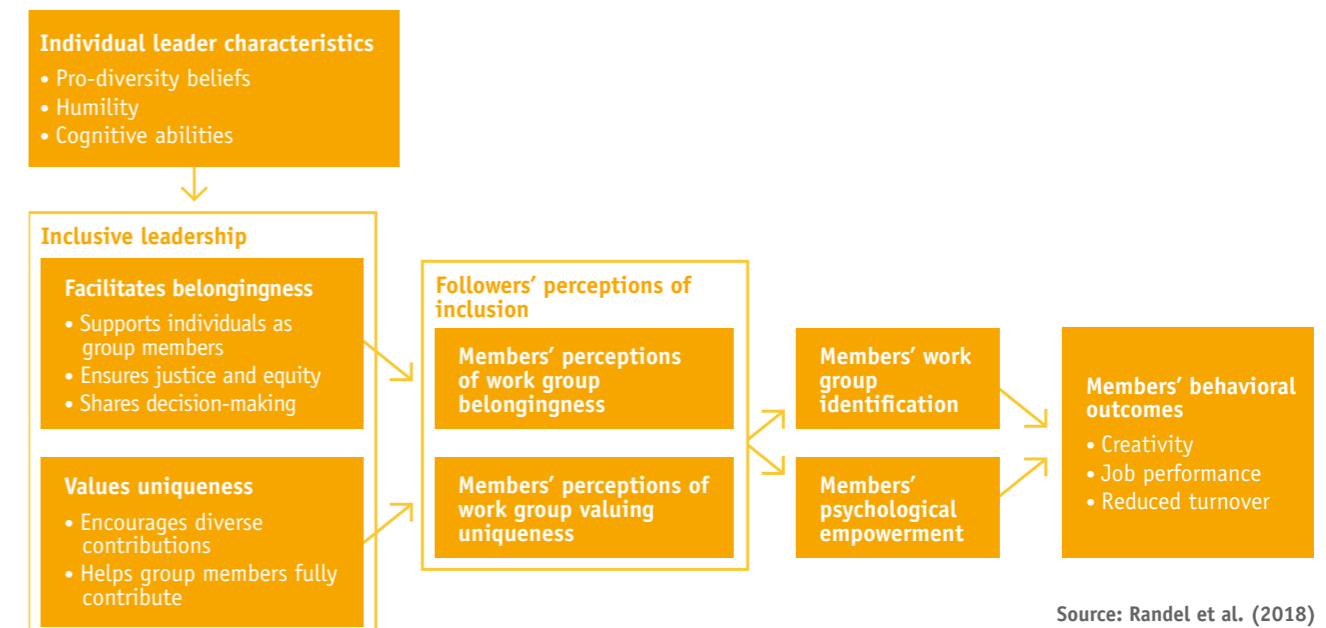 Individual leader characteristics
• Pro-diversity beliefs
• Humility
• Cognitive abilities
Inclusive leadership
Facilitates belongingness
• Supports individuals as
group members
• Ensures justice and equity
• Shares decision-making
Values uniqueness
• Encourages diverse
contributions
• Helps group members fully
contribute
Followers’ perceptions of
inclusion
Members’ perceptions
of work group
belongingness
Members’ perceptions of
work group valuing
uniqueness
Members’ work
group
identification
Members’
psychological
empowerment
Members’ behavioral
outcomes
• Creativity
• Job performance
• Reduced turnover
Source: Randel et al. (2018)